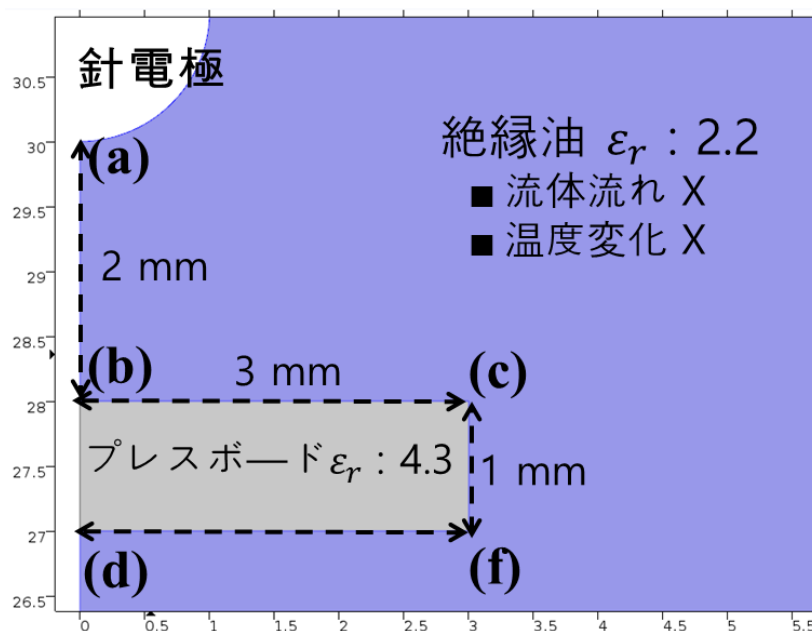 針電極
30.5
30
(a)
絶縁油 εr : 2.2
■ 流体流れ X
■ 温度変化 X
29.5
2 mm
29
28.5
(b)
3 mm
(c)
28
プレスボード εr : 4.3
1 mm
27.5
27
(d)
(f)
26.5
0 0.5 1 1.5 2 2.5 3 3.5 4 4.5 5 5.5